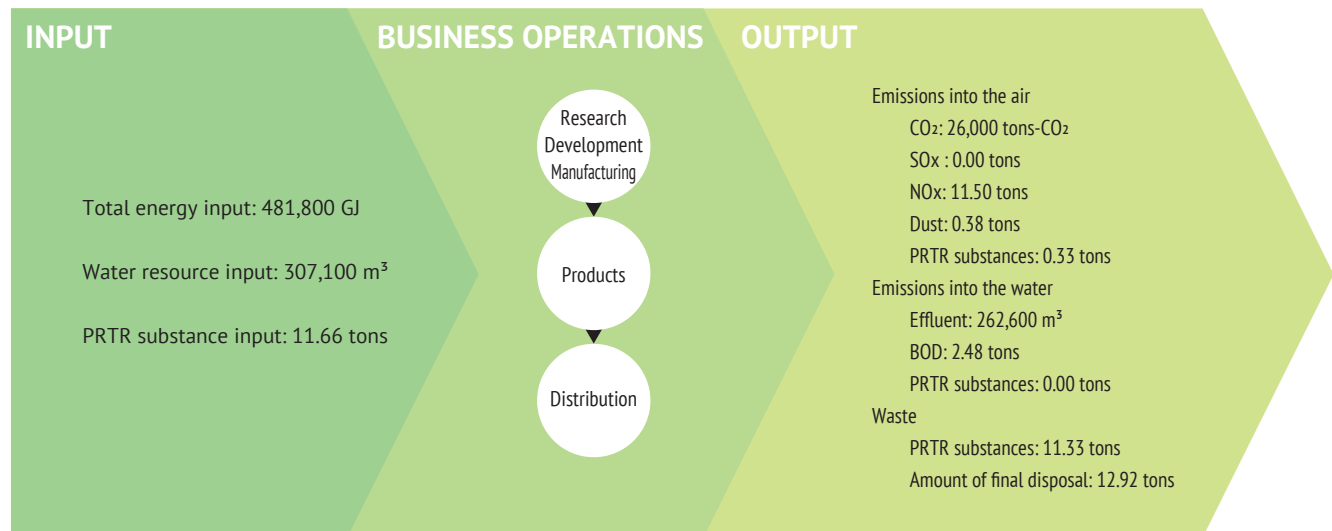 INPUT
Total energy input: 481,800 GJ
Water resource input: 307,100 m³
PRTR substance input: 11.66 tons
BUSINESS OPERATIONS
Research
Development
Manufacturing
Products
Distribution
OUTPUT
Emissions into the air
CO₂: 26,000 tons-CO₂
SOx : 0.00 tons
NOx: 11.50 tons
Dust: 0.38 tons
PRTR substances: 0.33 tons
Emissions into the water
Effluent: 262,600 m³
BOD: 2.48 tons
PRTR substances: 0.00 tons
Waste
PRTR substances: 11.33 tons
Amount of final disposal: 12.92 tons